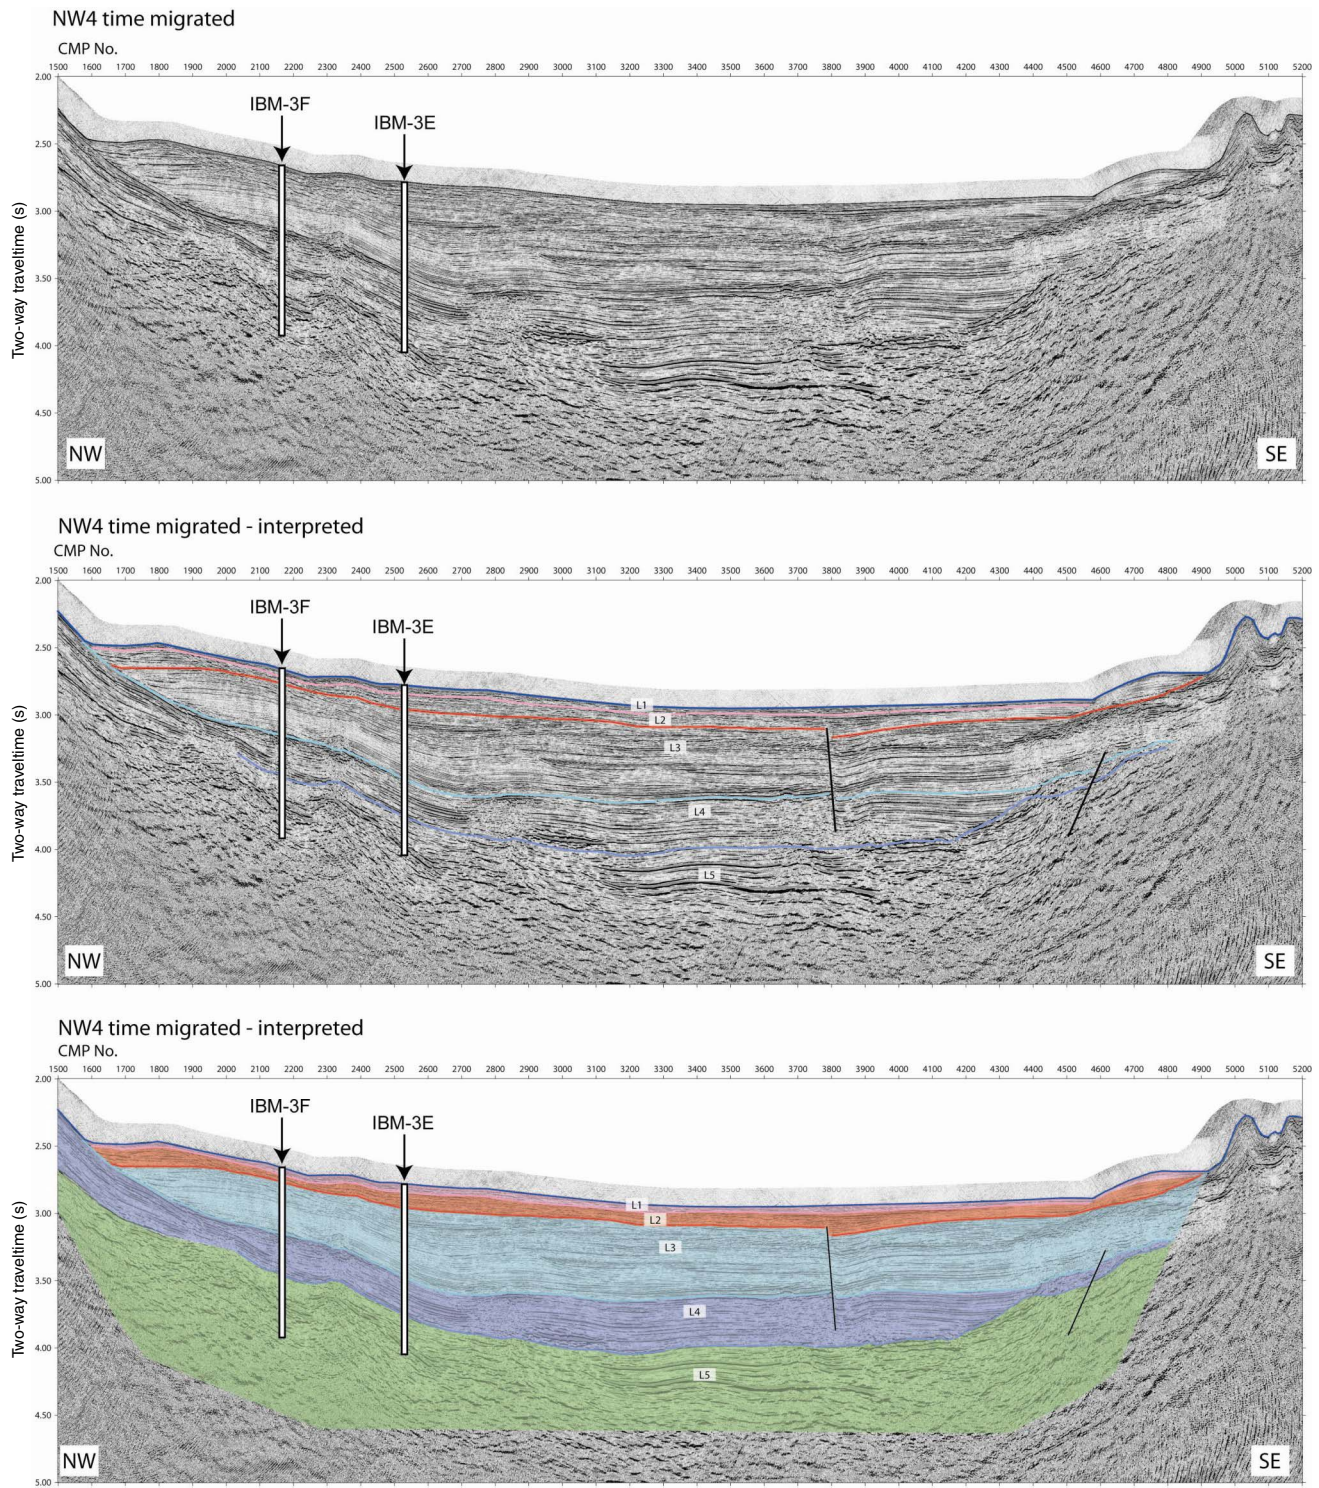 NW4 time migrated
CMP No.
1500 1600 1700 1800 1900 2000 2100 2200 2300 2400 2500 2600 2700 2800 2900 3000 3100 3200 3300 3400 3500 3600 3700 3800 3900 4000 4100 4200 4300 4400 4500 4600 4700 4800 4900 5000 5100 5200
2.00
IBM-3F
IBM-3E
2.50
3.00
Two-way traveltime (s)
3.50
4.00
4.50
NW
SE
5.00
NW4 time migrated - interpreted
CMP No.
1500 1600 1700 1800 1900 2000 2100 2200 2300 2400 2500 2600 2700 2800 2900 3000 3100 3200 3300 3400 3500 3600 3700 3800 3900 4000 4100 4200 4300 4400 4500 4600 4700 4800 4900 5000 5100 5200
2.00
IBM-3F
IBM-3E
2.50
L1
3.00
L2
L3
Two-way traveltime (s)
3.50
L4
4.00
L5
4.50
NW
SE
5.00
NW4 time migrated - interpreted
CMP No.
1500 1600 1700 1800 1900 2000 2100 2200 2300 2400 2500 2600 2700 2800 2900 3000 3100 3200 3300 3400 3500 3600 3700 3800 3900 4000 4100 4200 4300 4400 4500 4600 4700 4800 4900 5000 5100 5200
2.00
IBM-3F
IBM-3E
2.50
L1
3.00
L2
L3
Two-way traveltime (s)
3.50
L4
4.00
L5
4.50
NW
SE
5.00